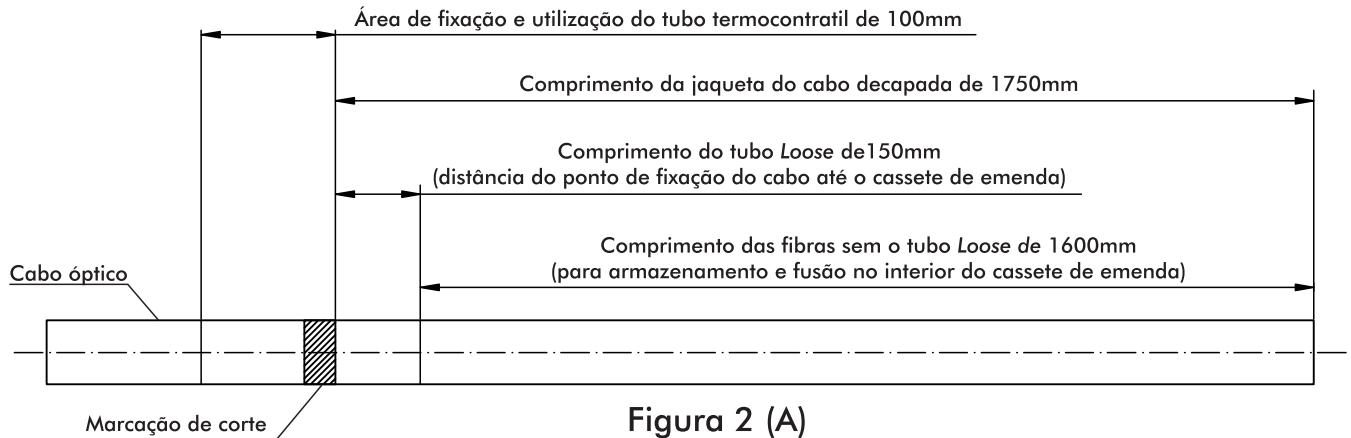 Área de fixação e utilização do tubo termocontratil de 100mm
Comprimento da jaqueta do cabo decapada de 1750mm
Comprimento do tubo Loose de150mm
(distância do ponto de fixação do cabo até o cassete de emenda)
Comprimento das fibras sem o tubo Loose de 1600mm
(para armazenamento e fusão no interior do cassete de emenda)
Cabo óptico
Marcação de corte
Figura 2 (A)